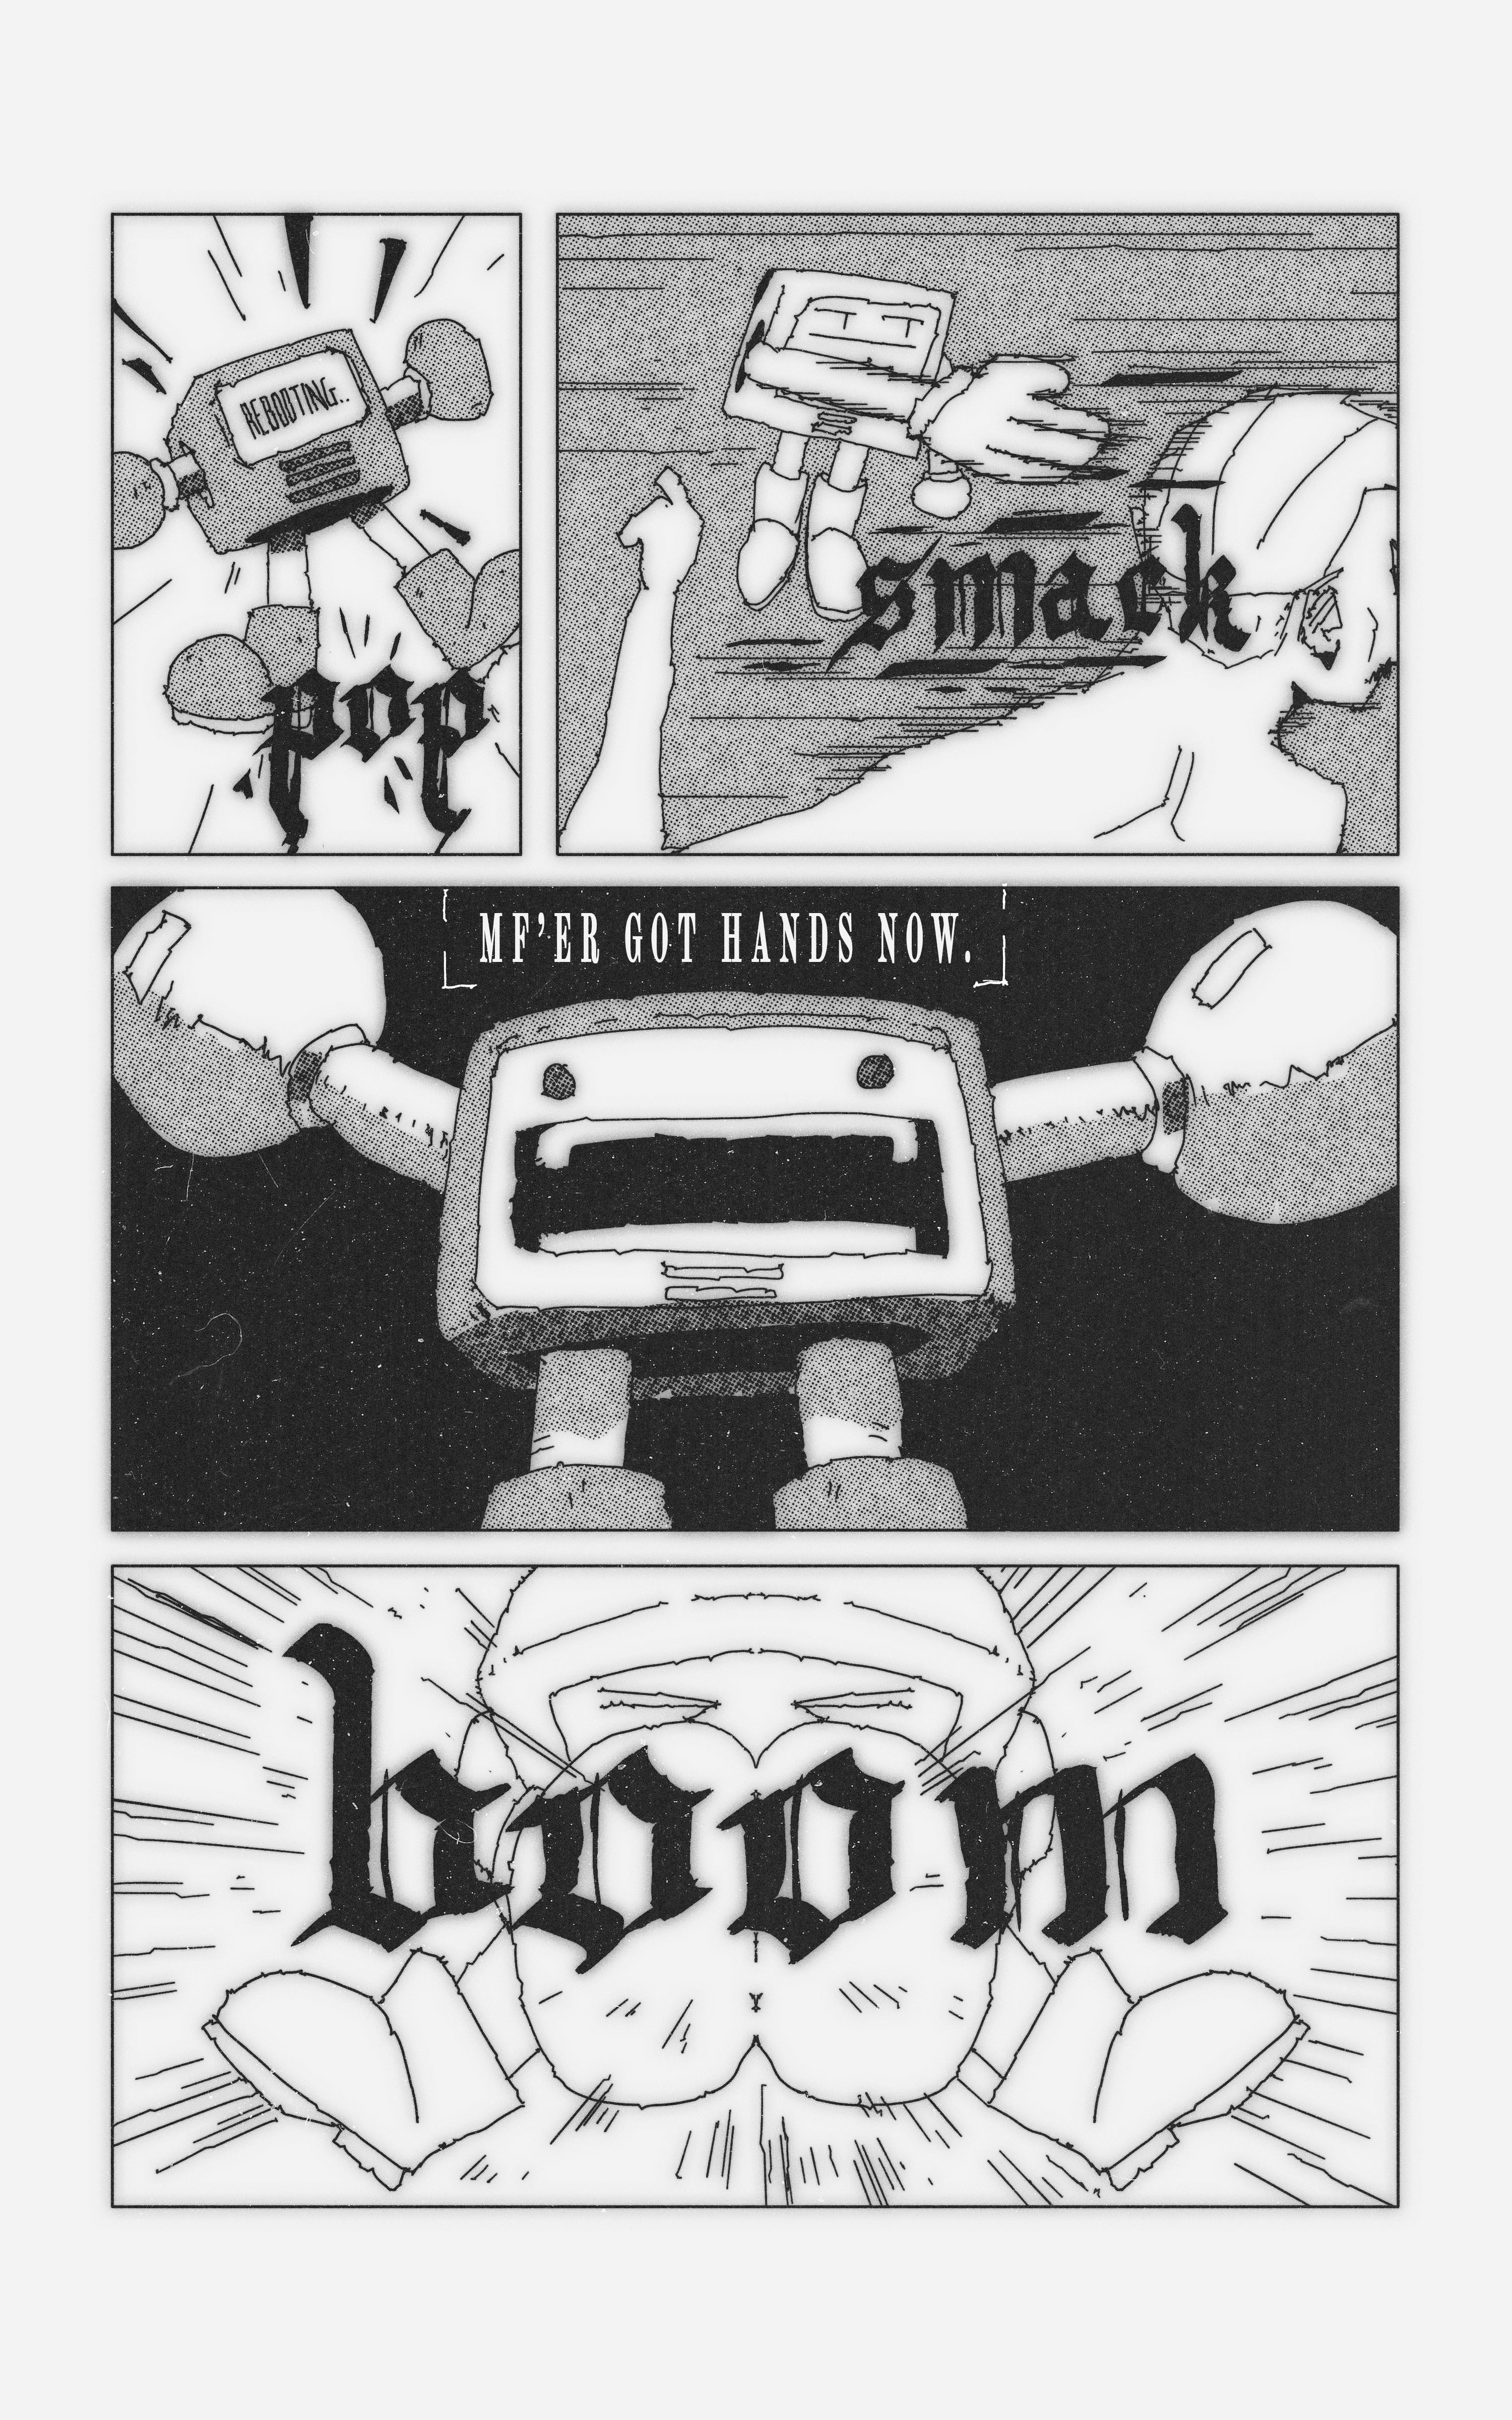 REBOOTING..
pop
smack
MF'ER GOT HANDS NOW.
boom